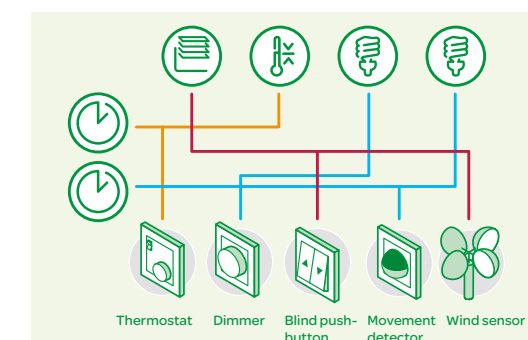 Thermostat Dimmer Blind push- Movement Wind sensor
button detector